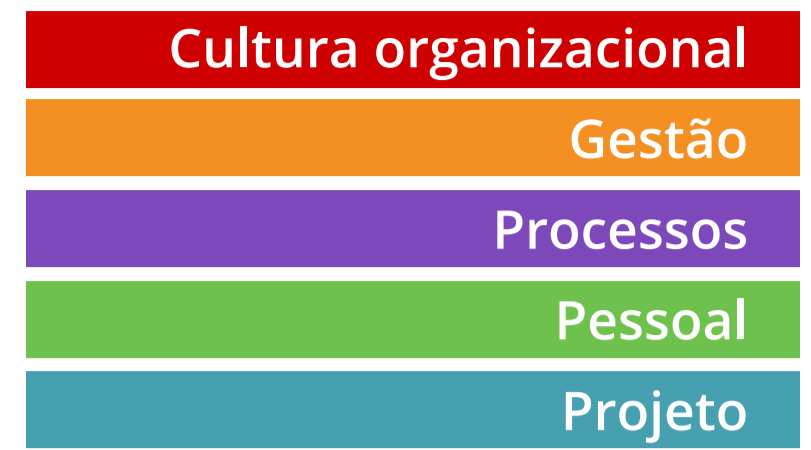 Cultura organizacional
Gestão
Processos
Pessoal
Projeto